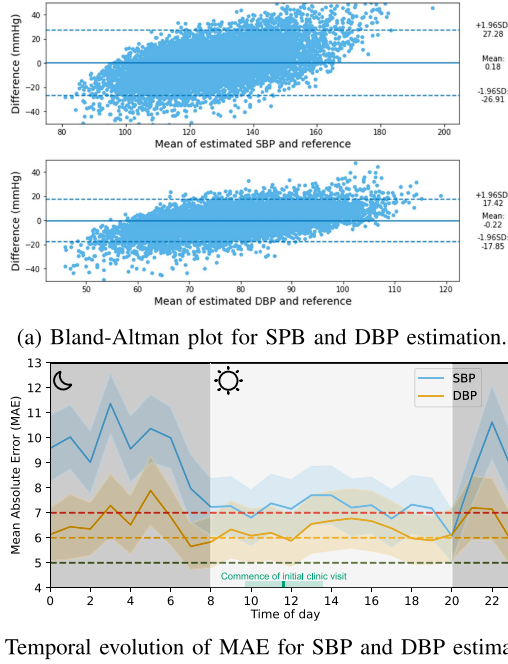 40
20
0
−20
−40
Difference (mmHg)
+1.96SD:
27.28
Mean:
0.18
-1.96SD:
-26.91
80 100 120 140 160 180 200
Mean of estimated SBP and reference
40
20
0
−20
−40
Difference (mmHg)
+1.96SD:
17.42
Mean:
-0.22
-1.96SD:
-17.85
50 60 70 80 90 100 110 120
Mean of estimated DBP and reference
(a) Bland-Altman plot for SPB and DBP estimation.
13
12
11
10
9
8
7
6
5
4
Mean Absolute Error (MAE)
SBP
DBP
Commence of initial clinic visit
0 2 4 6 8 10 12 14 16 18 20 22
Time of day
Temporal evolution of MAE for SBP and DBP estima